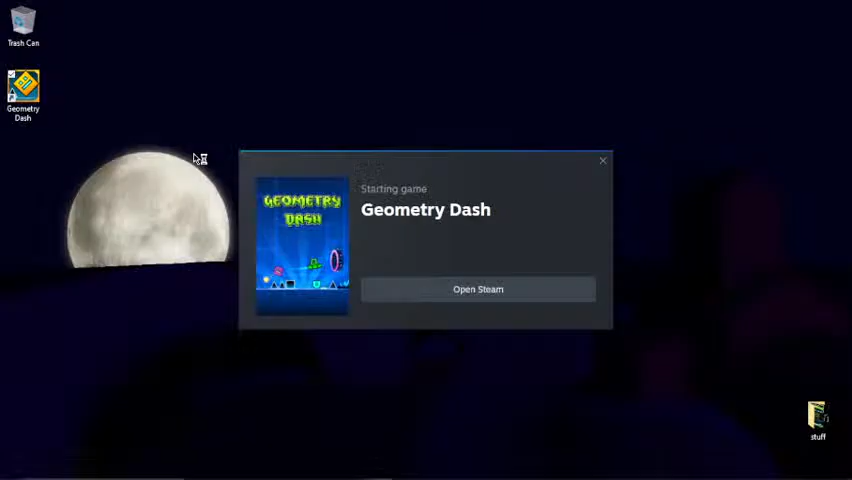 Trash Can
Geometry
Dash
Starting game
Geometry Dash
GEOMETRY
DASH
Open Steam
stuff